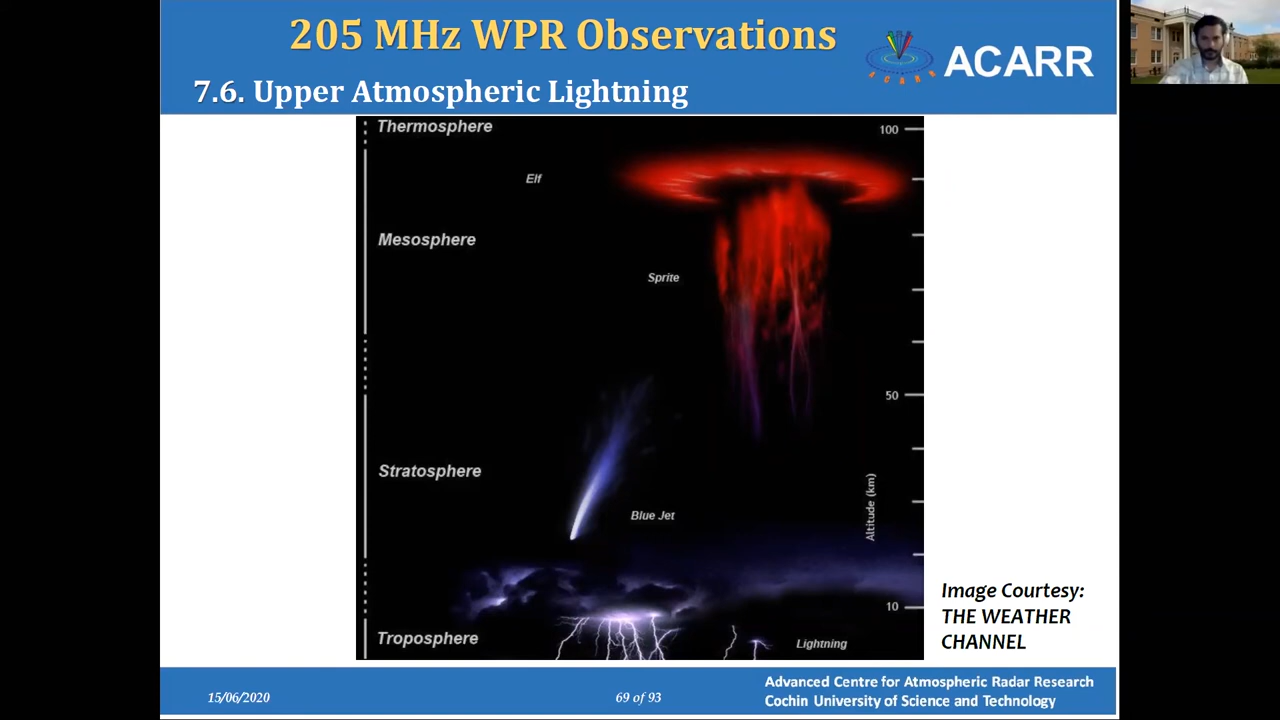 205 MHz WPR Observations
ACARR
ACARR
7.6. Upper Atmospheric Lightning
Thermosphere
100
Elf
Mesosphere
Sprite
50
Stratosphere
Altitude (km)
Blue Jet
Image Courtesy:
THE WEATHER
CHANNEL
10
Troposphere
Lightning
15/06/2020
69 of 93
Advanced Centre for Atmospheric Radar Research
Cochin University of Science and Technology